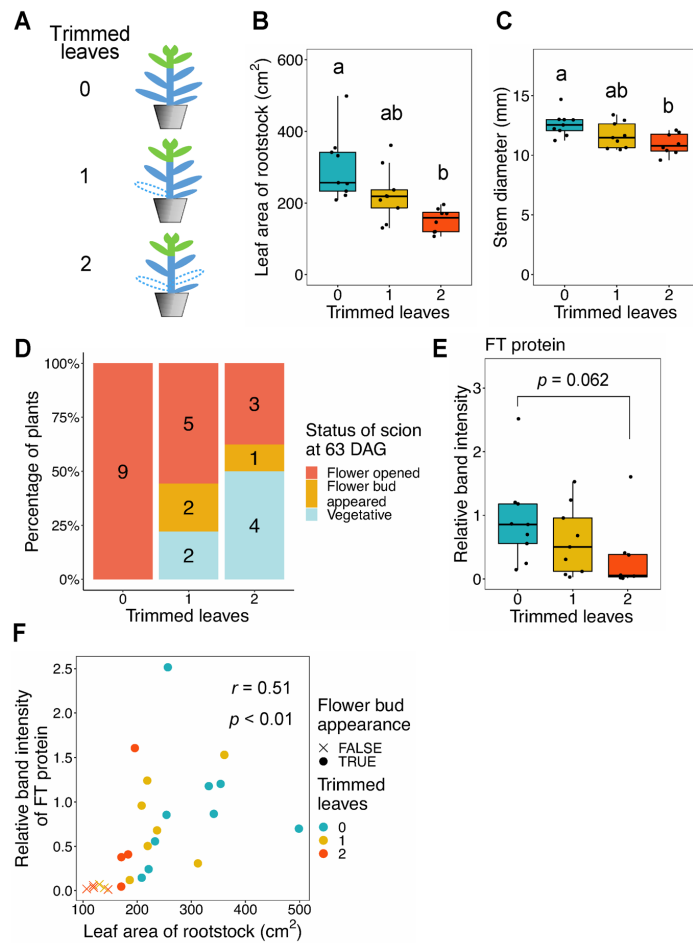 A
Trimmed
leaves
0
1
2
B
Leaf area of rootstock (cm²)
600
400
200
0
a
ab
b
0 1 2
Trimmed leaves
C
Stem diameter (mm)
15
10
5
0
a
ab
b
0 1 2
Trimmed leaves
D
Percentage of plants
100%
75%
50%
25%
0%
9
5
2
2
3
1
4
0 1 2
Trimmed leaves
Status of scion
at 63 DAG
Flower opened
Flower bud
appeared
Vegetative
E
FT protein
Relative band intensity
3
2
1
0
p = 0.062
0 1 2
Trimmed leaves
F
Relative band intensity
of FT protein
2.5
2.0
1.5
1.0
0.5
0.0
r = 0.51
p < 0.01
100 200 300 400 500
Leaf area of rootstock (cm²)
Flower bud
appearance
FALSE
TRUE
Trimmed
leaves
0
1
2